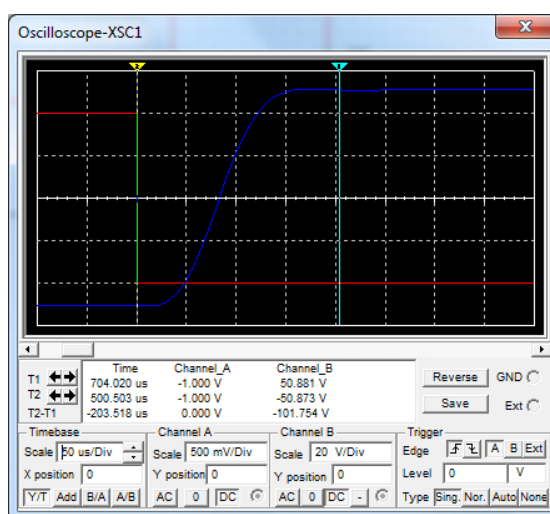 Oscilloscope-XSC1
2 1
Time Channel_A Channel_B
T1 704.020 us -1.000 V 50.881 V
T2 500.503 us -1.000 V -50.873 V
T2-T1 -203.518 us 0.000 V -101.754 V
Reverse GND
Save Ext
Timebase Channel A Channel B Trigger
Scale 50 us/Div Scale 500 mV/Div Scale 20 V/Div Edge A B Ext
X position 0 Y position 0 Y position 0 Level 0 V
Y/T Add B/A A/B AC 0 DC AC 0 DC - Type Sing. Nor. Auto None